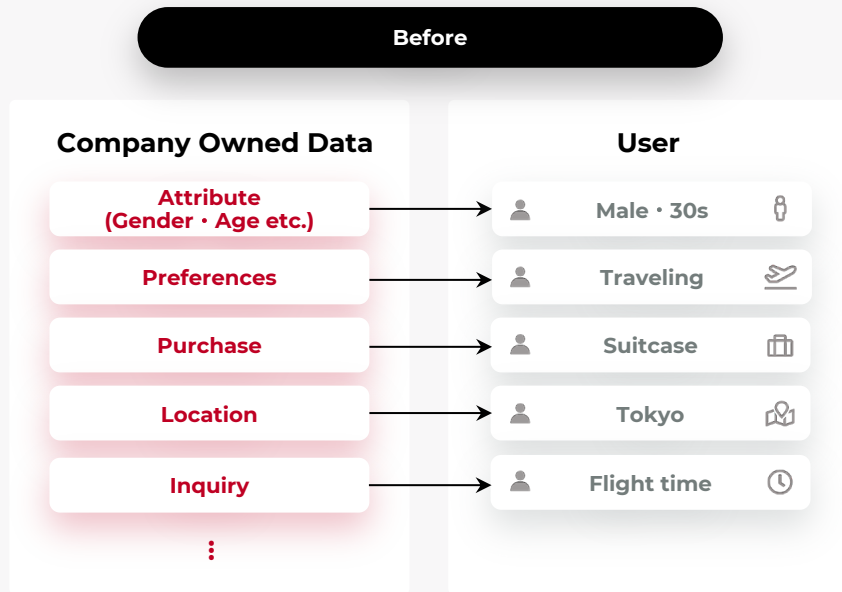 Before
Company Owned Data
User
Attribute
(Gender・Age etc.)
Male・30s
Preferences
Traveling
Purchase
Suitcase
Location
Tokyo
Inquiry
Flight time